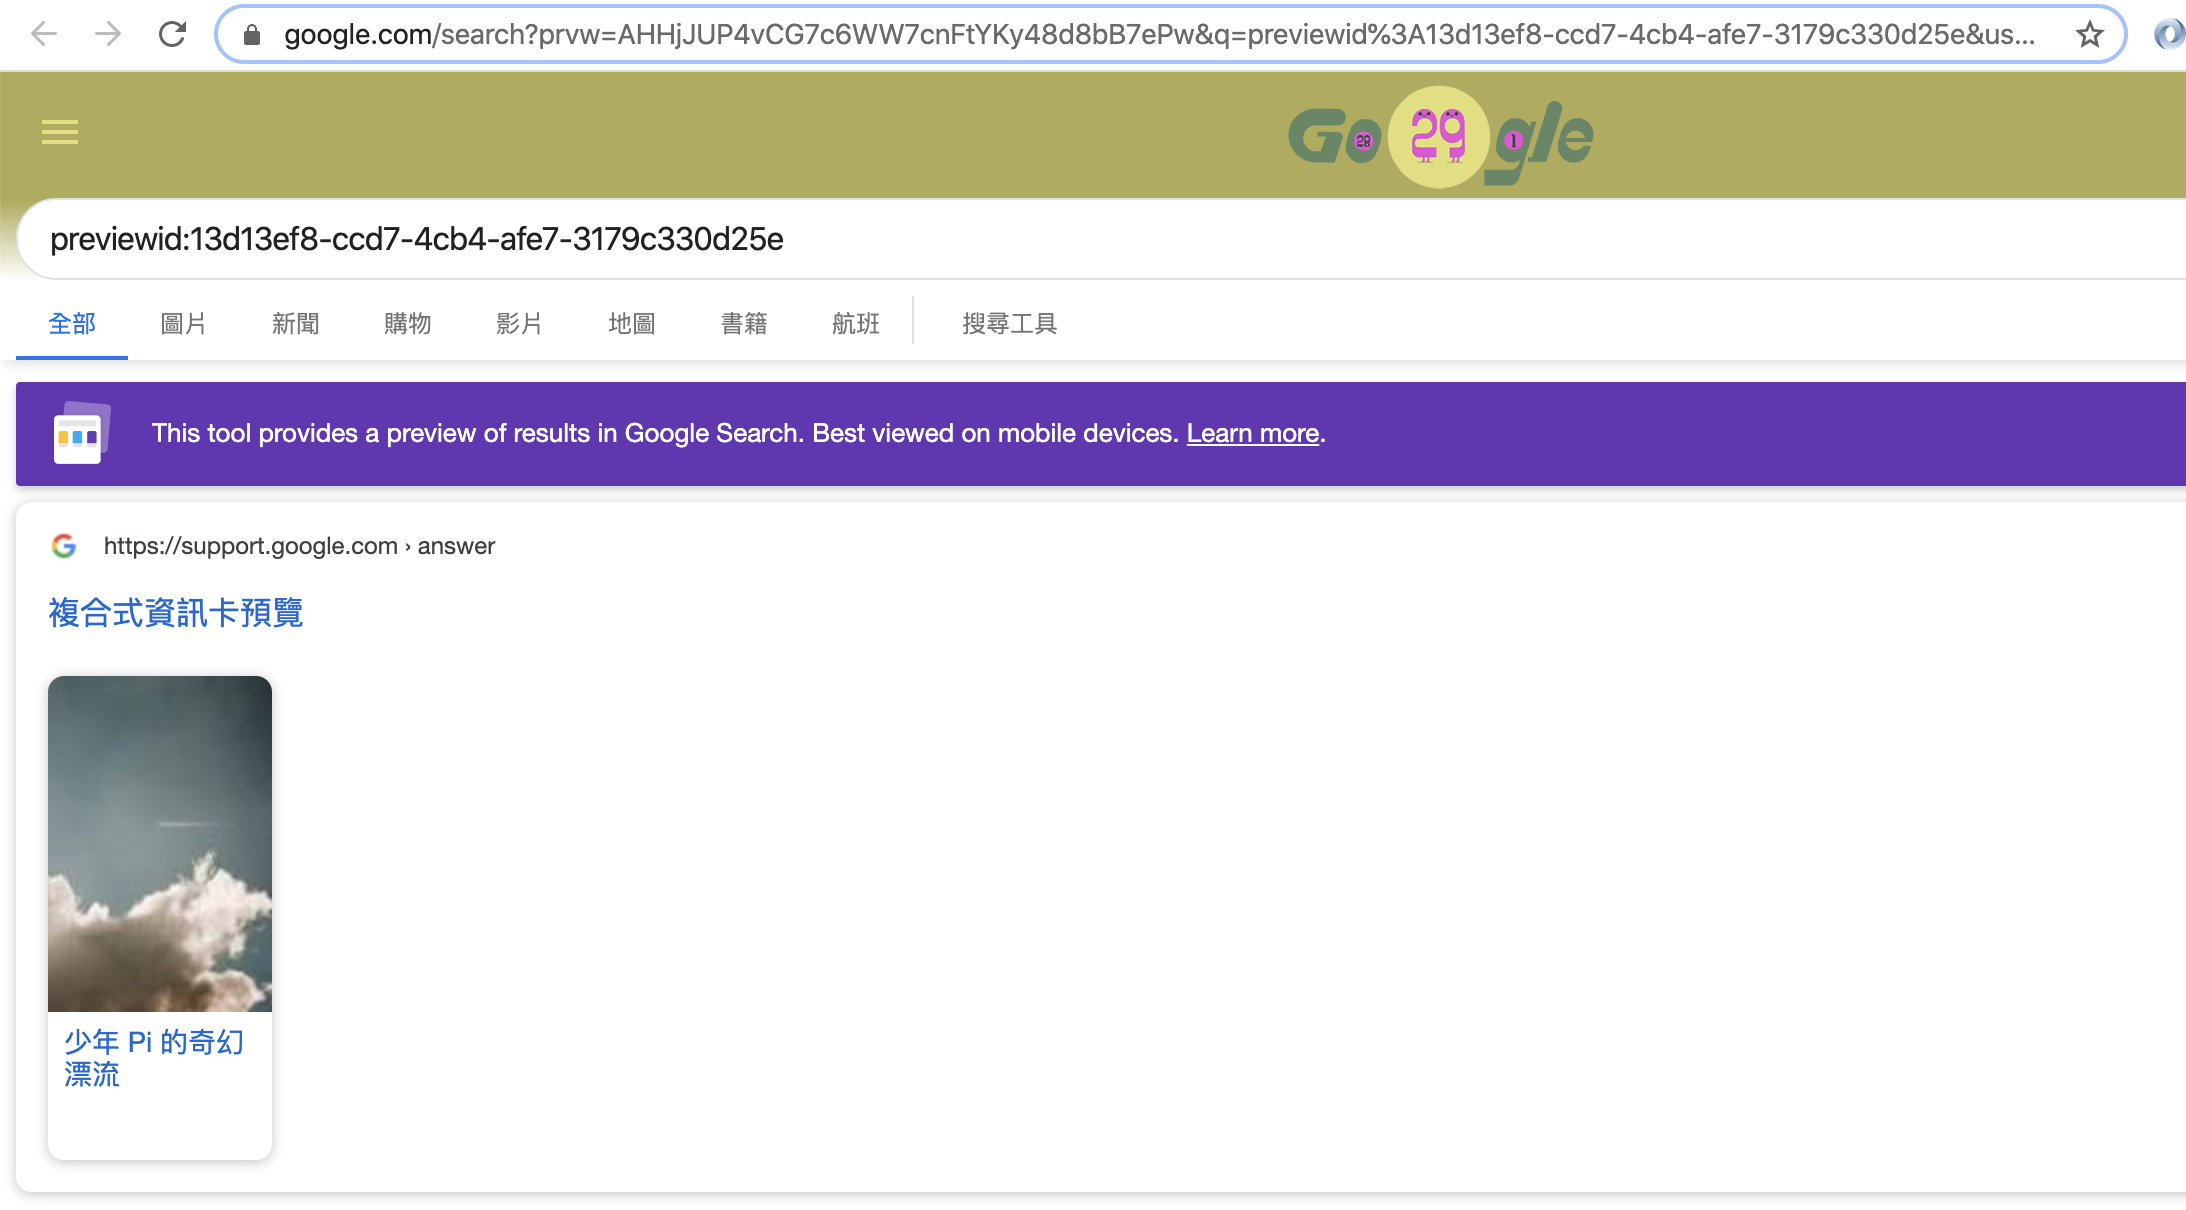 google.com/search?prvw=AHHjJUP4vCG7c6WW7cnFtYKy48d8bB7ePw&q=previewid%3A13d13ef8-ccd7-4cb4-afe7-3179c330d25e&us...
Go 28 29 1 gle
previewid:13d13ef8-ccd7-4cb4-afe7-3179c330d25e
全部 圖片 新聞 購物 影片 地圖 書籍 航班 搜尋工具
This tool provides a preview of results in Google Search. Best viewed on mobile devices. Learn more.
G https://support.google.com › answer
複合式資訊卡預覽
少年 Pi 的奇幻
漂流